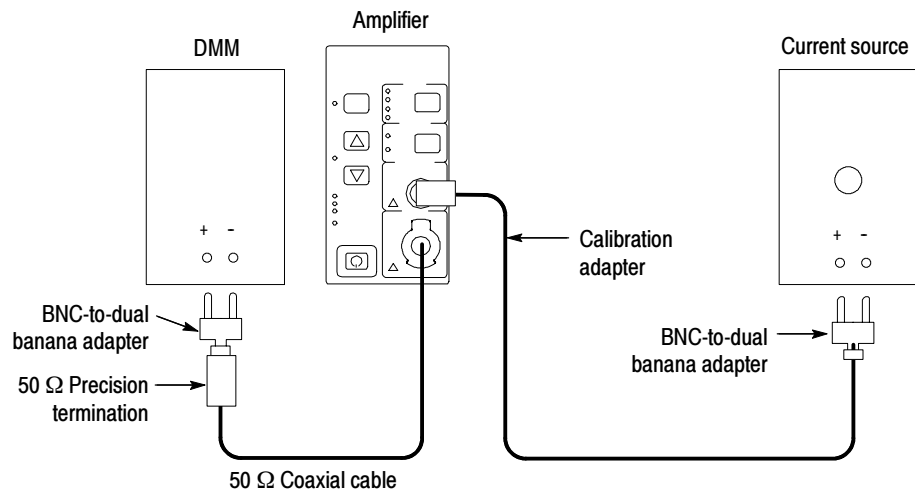 Amplifier
DMM
Current source
+ -
+ -
Calibration
adapter
BNC-to-dual
banana adapter
BNC-to-dual
banana adapter
50 Ω Precision
termination
50 Ω Coaxial cable